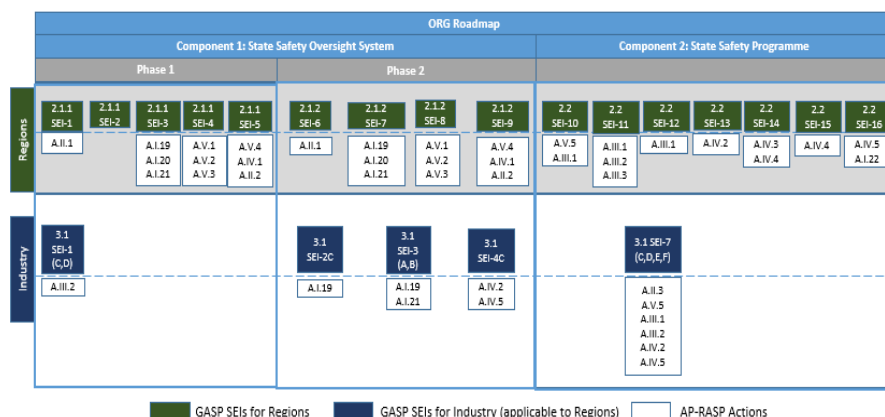 ORG Roadmap
Component 1: State Safety Oversight System
Component 2: State Safety Programme
Phase 1
Phase 2
Regions
2.1.1
SEI-1
2.1.1
SEI-2
2.1.1
SEI-3
2.1.1
SEI-4
2.1.1
SEI-5
2.1.2
SEI-6
2.1.2
SEI-7
2.1.2
SEI-8
2.1.2
SEI-9
2.2
SEI-10
2.2
SEI-11
2.2
SEI-12
2.2
SEI-13
2.2
SEI-14
2.2
SEI-15
2.2
SEI-16
A.II.1
A.I.19
A.I.20
A.I.21
A.V.1
A.V.2
A.V.3
A.V.4
A.IV.1
A.II.2
A.II.1
A.I.19
A.I.20
A.I.21
A.V.1
A.V.2
A.V.3
A.V.4
A.IV.1
A.II.2
A.V.5
A.III.1
A.III.1
A.III.2
A.III.3
A.III.1
A.IV.2
A.IV.3
A.IV.4
A.IV.4
A.IV.5
A.I.22
Industry
3.1
SEI-1
(C,D)
3.1
SEI-2C
3.1
SEI-3
(A,B)
3.1
SEI-4C
3.1 SEI-7
(C,D,E,F)
A.III.2
A.I.19
A.I.19
A.I.21
A.IV.2
A.IV.5
A.II.3
A.V.5
A.III.1
A.III.2
A.IV.2
A.IV.5
GASP SEIs for Regions
GASP SEIs for Industry (applicable to Regions)
AP-RASP Actions